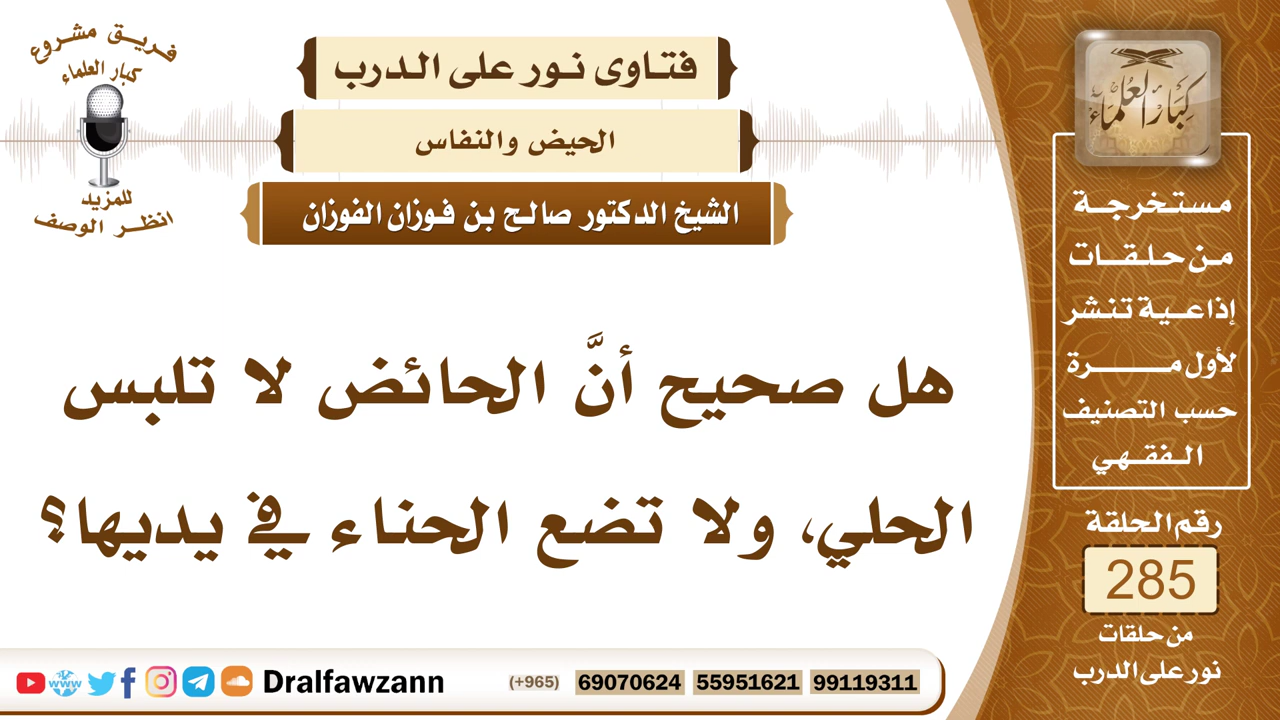 فريق مشروع
كبار العلماء
للمزيد
انظر الوصف
فتاوى نور على الدرب
الحيض والنفاس
الشيخ الدكتور صالح بن فوزان الفوزان
هل صحيح أنَّ الحائض لا تلبس
الحلي، ولا تضع الحناء في يديها؟
كبار العلماء
مستخرجة
من حلقات
إذاعية تنشر
لأول مرة
حسب التصنيف
الفقهي
رقم الحلقة
285
من حلقات
نور على الدرب
www Dralfawzann (+965) 69070624 55951621 99119311